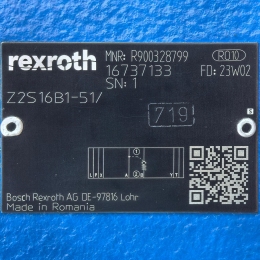 rexroth
MNR: R900328799
RO10
16737133
FD: 23W02
SN: 1
Z2S16B1-51/
719
Bosch Rexroth AG DE-97816 Lohr
Made in Romania